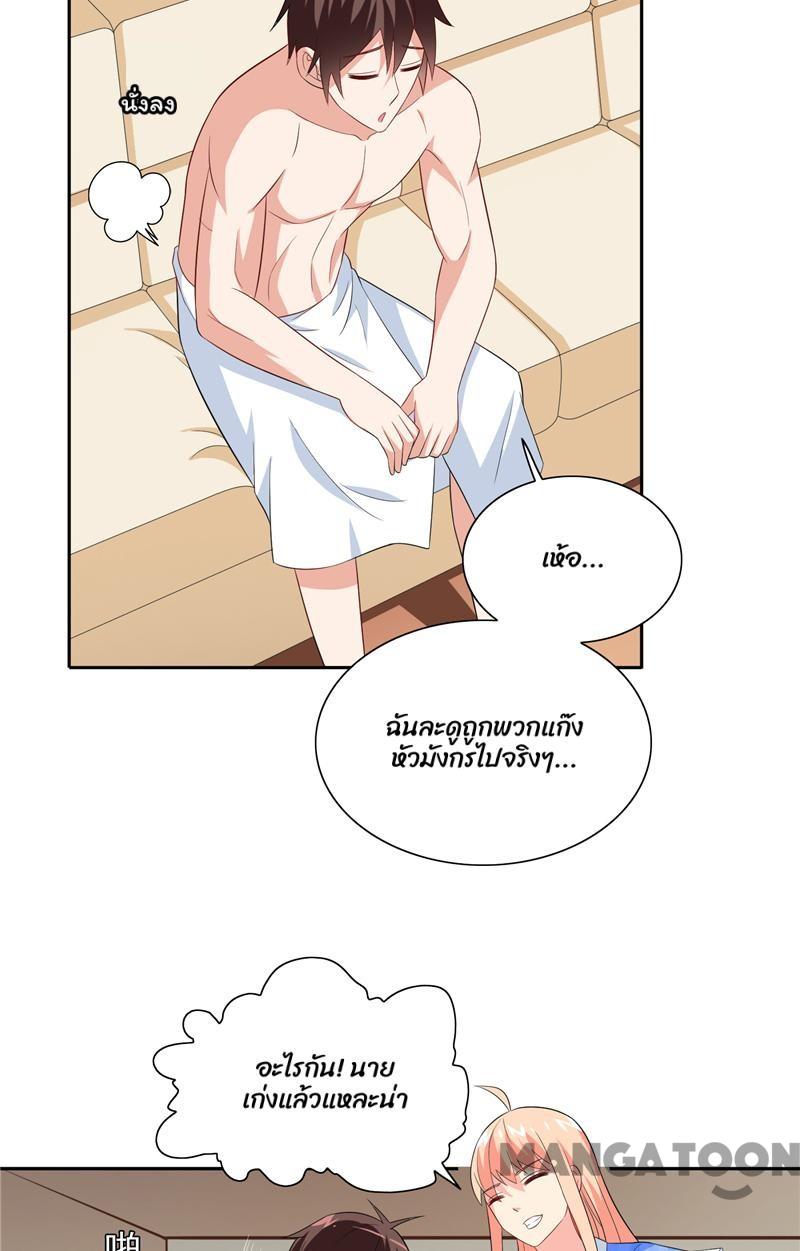 นั่งลง
เห้อ...
ฉันละดูถูกพวกแก๊ง
หัวมังกรไปจริงๆ...
อะไรกัน! นาย
เก่งแล้วแหละน่า
MANGATOON
啪